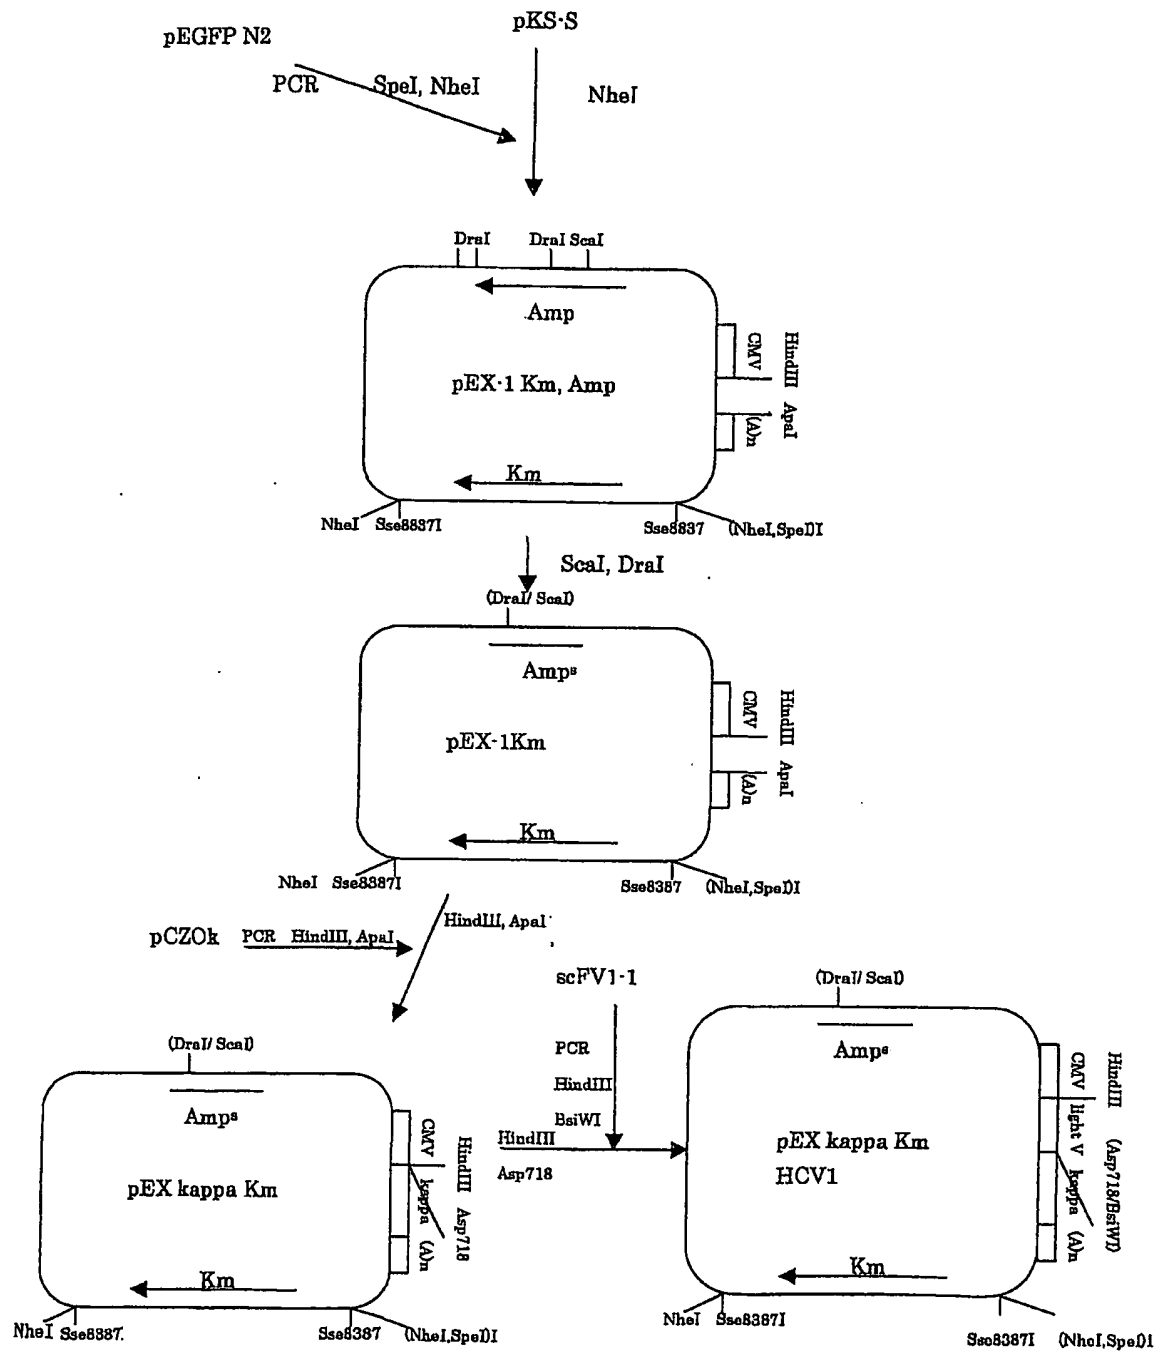 pKS·S
pEGFP N2
PCR SpeI, NheI
NheI
DraI DraI ScaI
Amp
pEX·1 Km, Amp
CMV HindIII
(A)n ApaI
Km
NheI Sse8837I Sse8837 (NheI,SpeI)I
ScaI, DraI
(DraI/ ScaI)
Ampˢ
pEX-1Km
CMV HindIII
(A)n ApaI
Km
NheI Sse8387I Sse8387 (NheI,SpeI)I
HindIII, ApaI
pCZOk PCR HindIII, ApaI
scFV1-1
PCR
HindIII
BsiWI
HindIII
Asp718
(DraI/ ScaI)
Ampˢ
pEX kappa Km
CMV kappa (A)n
HindIII Asp718
Km
NheI Sse8387. Sse8387 (NheI,SpeI)I
(DraI/ ScaI)
Ampˢ
pEX kappa Km
HCV1
CMV light V kappa (A)n
HindIII (Asp718/BsiWI)
Km
NheI Sse8387I Sse8387I (NheI,SpeI)I